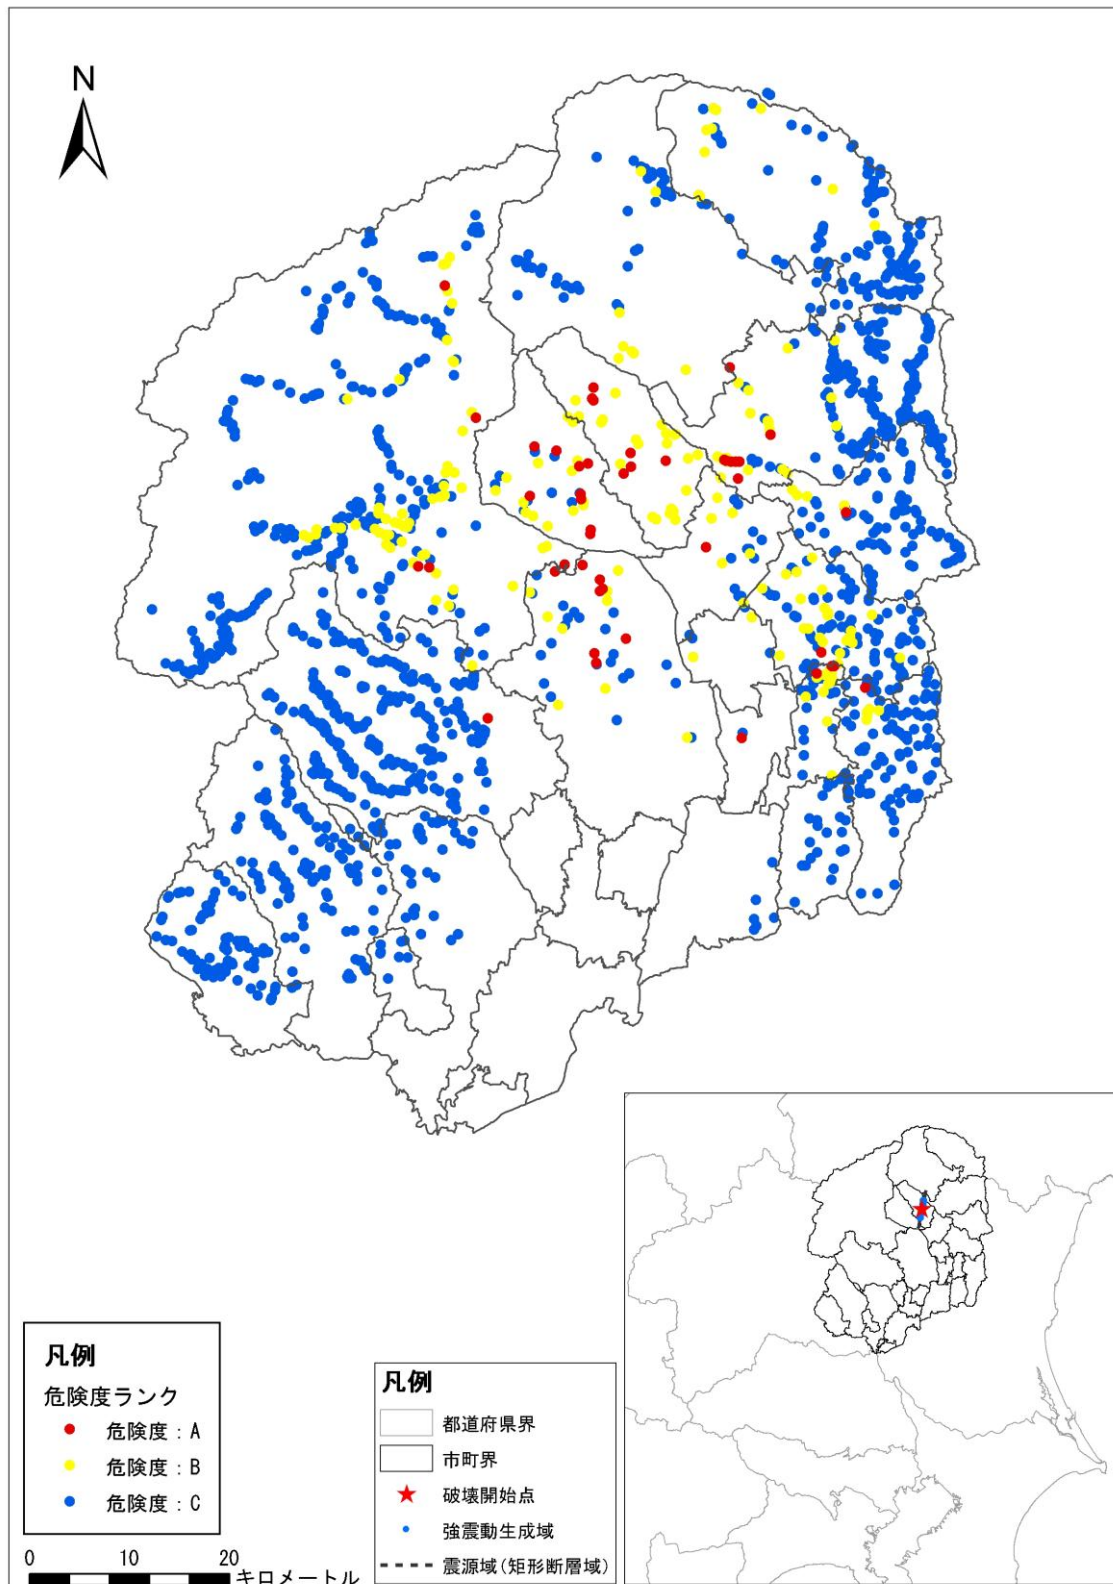 N
凡例
危険度ランク
危険度：A
危険度：B
危険度：C
0 10 20
キロメートル
凡例
都道府県界
市町界
破壊開始点
強震動生成域
震源域(矩形断層域)